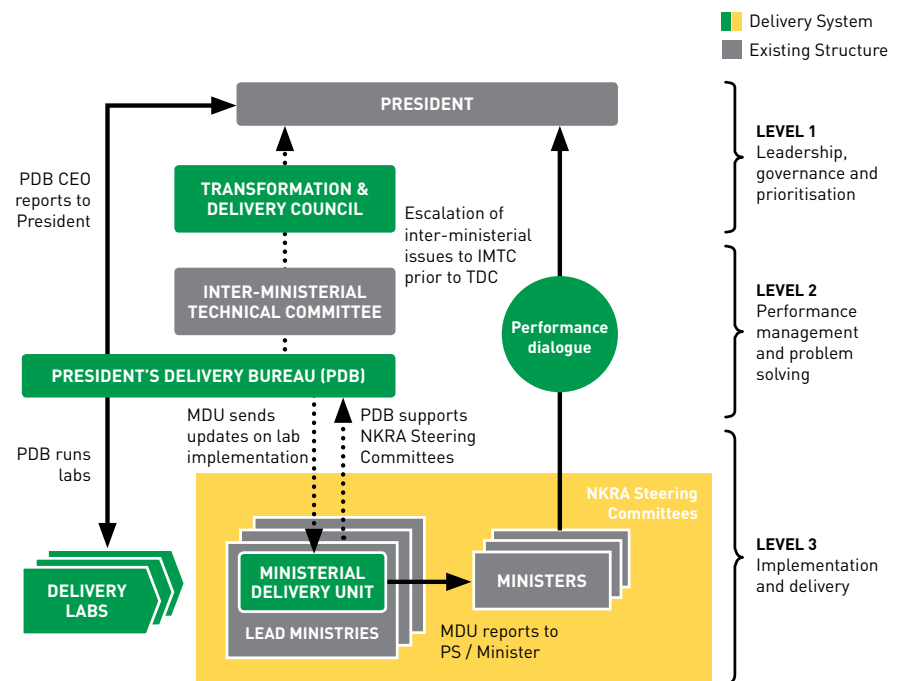 Delivery System
Existing Structure
PRESIDENT
PDB CEO
reports to
President
TRANSFORMATION &
DELIVERY COUNCIL
Escalation of
inter-ministerial
issues to IMTC
prior to TDC
INTER-MINISTERIAL
TECHNICAL COMMITTEE
Performance
dialogue
PRESIDENT'S DELIVERY BUREAU (PDB)
MDU sends
updates on lab
implementation
PDB supports
NKRA Steering
Committees
PDB runs
labs
NKRA Steering
Committees
DELIVERY
LABS
MINISTERIAL
DELIVERY UNIT
LEAD MINISTRIES
MINISTERS
MDU reports to
PS / Minister
LEVEL 1
Leadership,
governance and
prioritisation
LEVEL 2
Performance
management
and problem
solving
LEVEL 3
Implementation
and delivery